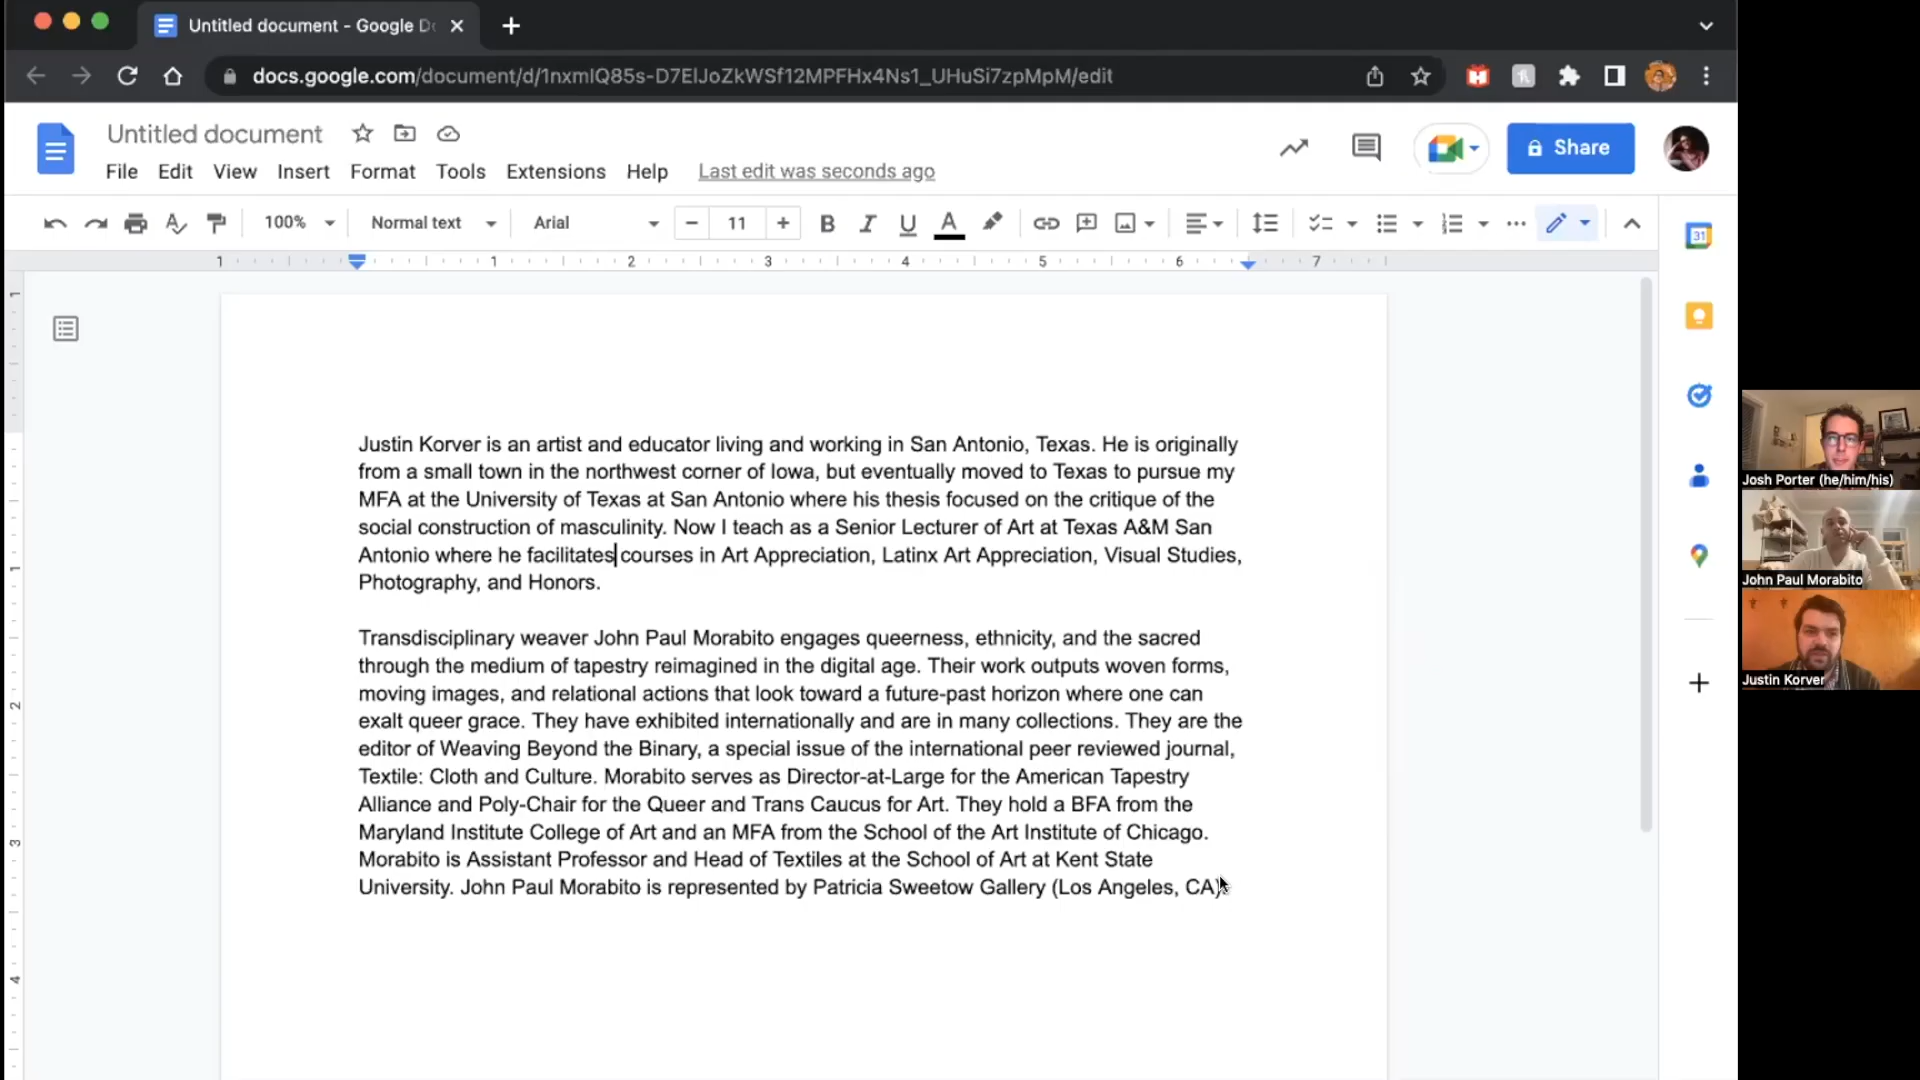 Untitled document - Google D
docs.google.com/document/d/1nxmlQ85s-D7ElJoZkWSf12MPFHx4Ns1_UHuSi7zpMpM/edit
Untitled document
Share
File Edit View Insert Format Tools Extensions Help Last edit was seconds ago
100% Normal text Arial 11
1 1 2 3 4 5 6 7
31
1
1
2
3
4
Justin Korver is an artist and educator living and working in San Antonio, Texas. He is originally
from a small town in the northwest corner of Iowa, but eventually moved to Texas to pursue my
MFA at the University of Texas at San Antonio where his thesis focused on the critique of the
social construction of masculinity. Now I teach as a Senior Lecturer of Art at Texas A&M San
Antonio where he facilitates courses in Art Appreciation, Latinx Art Appreciation, Visual Studies,
Photography, and Honors.
Transdisciplinary weaver John Paul Morabito engages queerness, ethnicity, and the sacred
through the medium of tapestry reimagined in the digital age. Their work outputs woven forms,
moving images, and relational actions that look toward a future-past horizon where one can
exalt queer grace. They have exhibited internationally and are in many collections. They are the
editor of Weaving Beyond the Binary, a special issue of the international peer reviewed journal,
Textile: Cloth and Culture. Morabito serves as Director-at-Large for the American Tapestry
Alliance and Poly-Chair for the Queer and Trans Caucus for Art. They hold a BFA from the
Maryland Institute College of Art and an MFA from the School of the Art Institute of Chicago.
Morabito is Assistant Professor and Head of Textiles at the School of Art at Kent State
University. John Paul Morabito is represented by Patricia Sweetow Gallery (Los Angeles, CA).
Josh Porter (he/him/his)
John Paul Morabito
Justin Korver